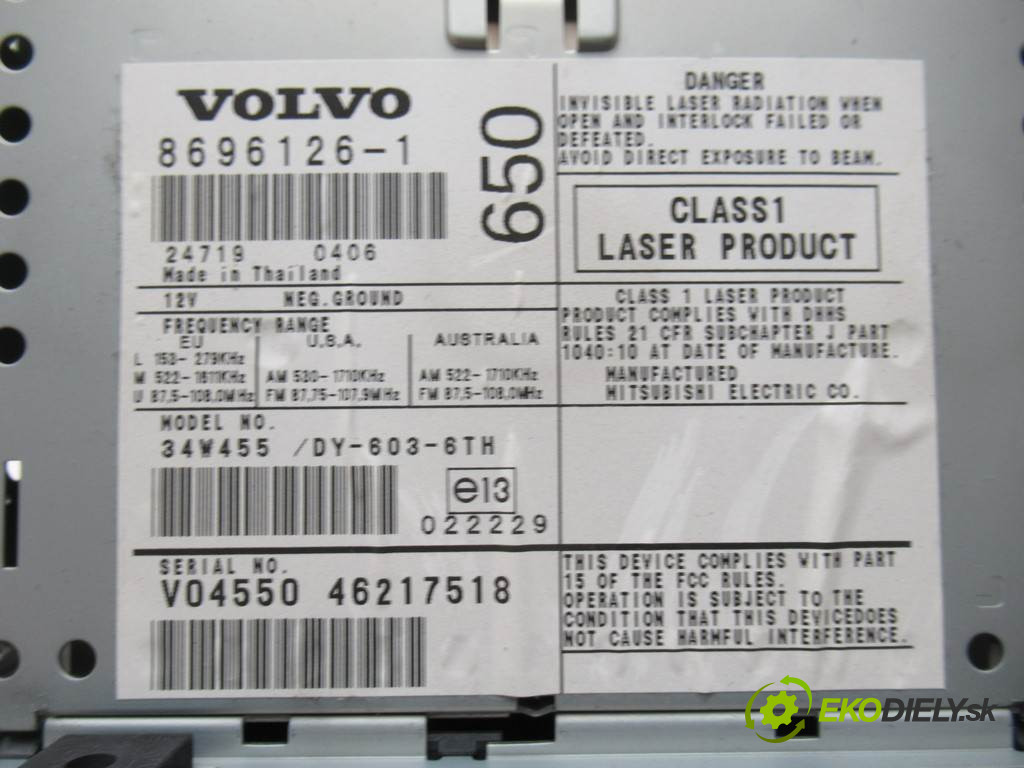 VOLVO
8696126-1
650
24719 0406
Made in Thailand
12V NEG.GROUND
FREQUENCY RANGE
EU
L 153- 279KHz
M 522-1611KHz
U 87,5-108,0MHz
U.S.A.
AM 530-1710KHz
FM 87,75-107,9MHz
AUSTRALIA
AM 522-1710KHz
FM 87,5-108,0MHz
MODEL NO.
34W455 /DY-603-6TH
e13
022229
SERIAL NO.
V04550 46217518
DANGER
INVISIBLE LASER RADIATION WHEN
OPEN AND INTERLOCK FAILED OR
DEFEATED.
AVOID DIRECT EXPOSURE TO BEAM.
CLASS1
LASER PRODUCT
CLASS 1 LASER PRODUCT
PRODUCT COMPLIES WITH DHHS
RULES 21 CFR SUBCHAPTER J PART
1040:10 AT DATE OF MANUFACTURE.
MANUFACTURED
MITSUBISHI ELECTRIC CO.
THIS DEVICE COMPLIES WITH PART
15 OF THE FCC RULES.
OPERATION IS SUBJECT TO THE
CONDITION THAT THIS DEVICEDOES
NOT CAUSE HARMFUL INTERFERENCE.
EKODIELY.sk